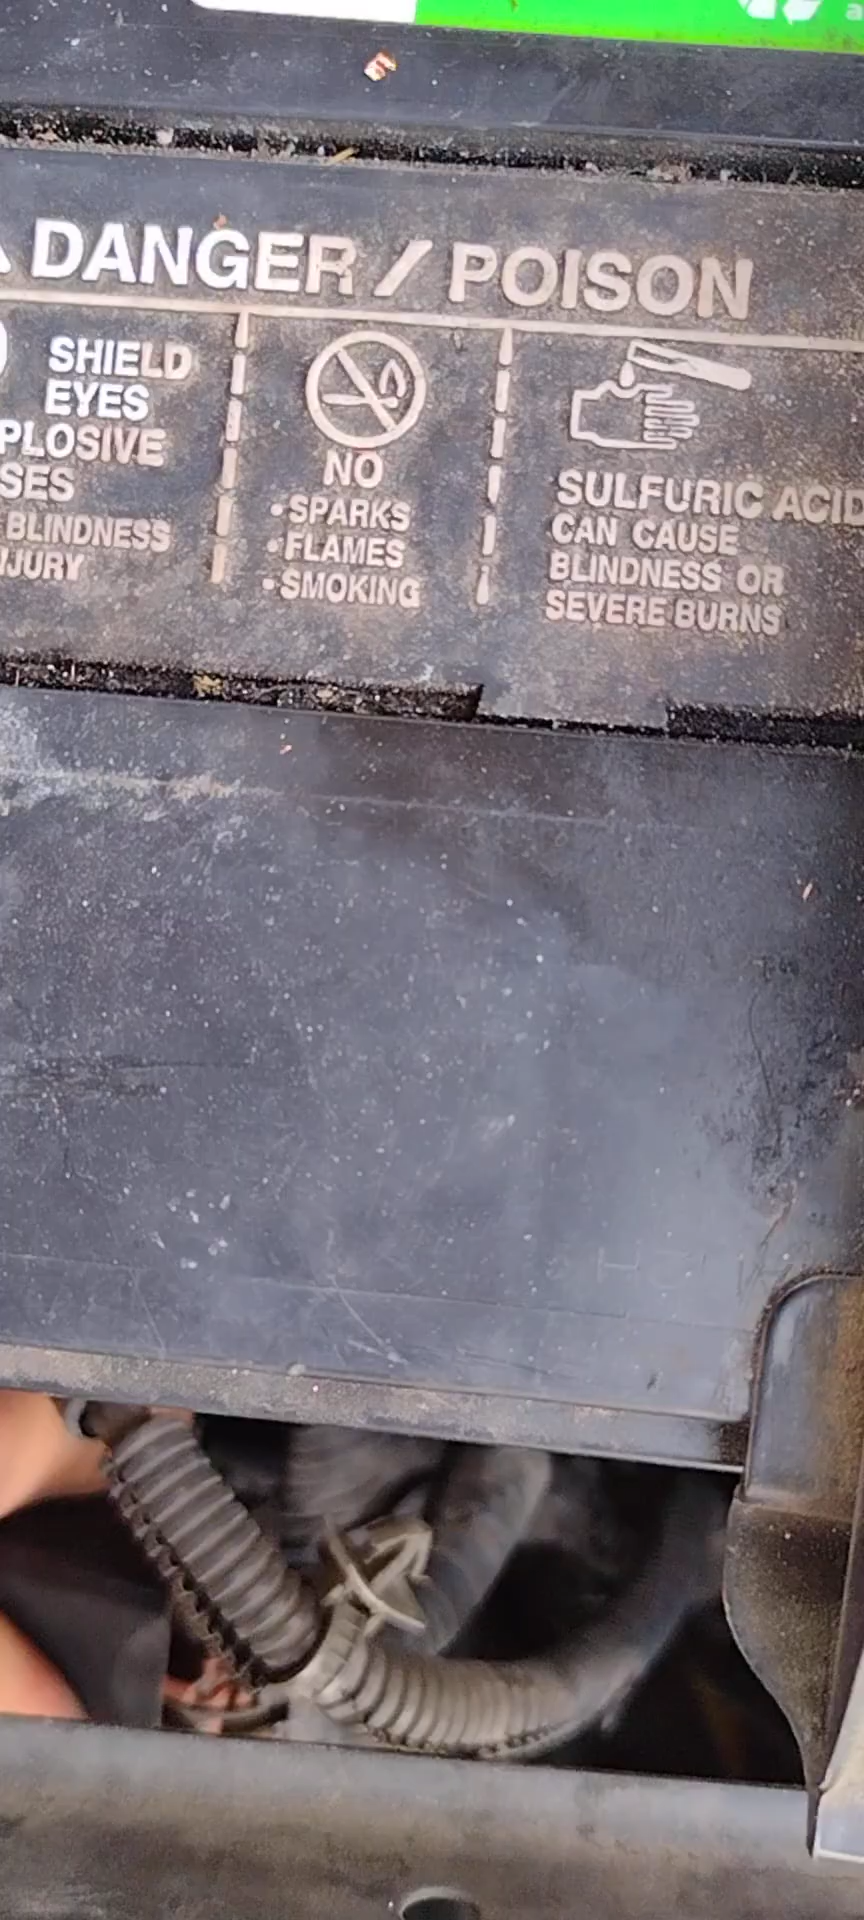 DANGER / POISON
SHIELD
EYES
PLOSIVE
SES
BLINDNESS
NJURY
NO
•SPARKS
•FLAMES
•SMOKING
SULFURIC ACID
CAN CAUSE
BLINDNESS OR
SEVERE BURNS